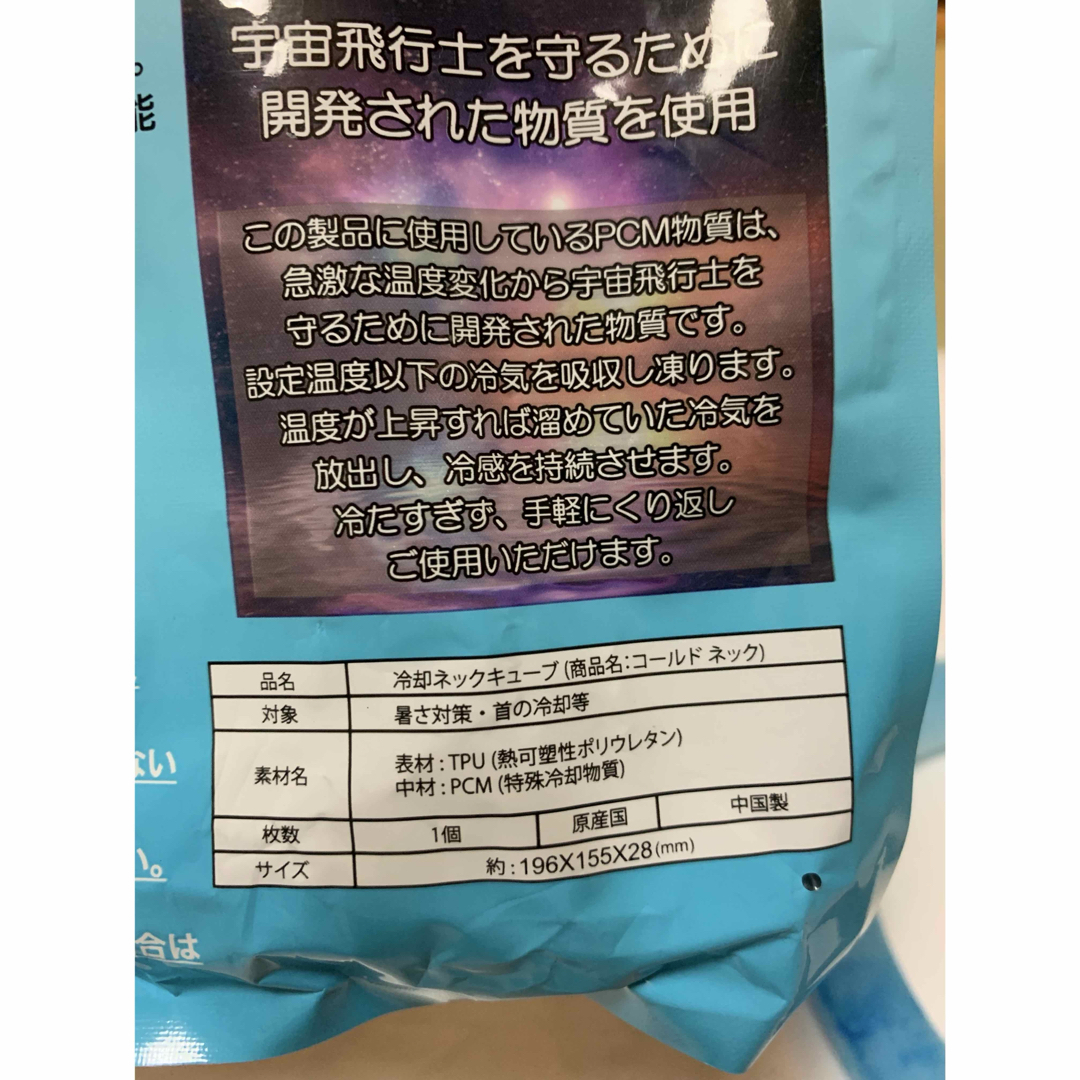 宇宙飛行士を守るために
開発された物質を使用
。
能
この製品に使用しているPCM物質は、
急激な温度変化から宇宙飛行士を
守るために開発された物質です。
設定温度以下の冷気を吸収し凍ります。
温度が上昇すれば溜めていた冷気を
放出し、冷感を持続させます。
冷たすぎず、手軽にくり返し
ご使用いただけます。
品名 冷却ネックキューブ (商品名:コールド ネック)
対象 暑さ対策・首の冷却等
素材名 表材 : TPU (熱可塑性ポリウレタン)
中材 : PCM (特殊冷却物質)
枚数 1個 原産国 中国製
サイズ 約 : 196X155X28 (mm)
ない
い。
合は